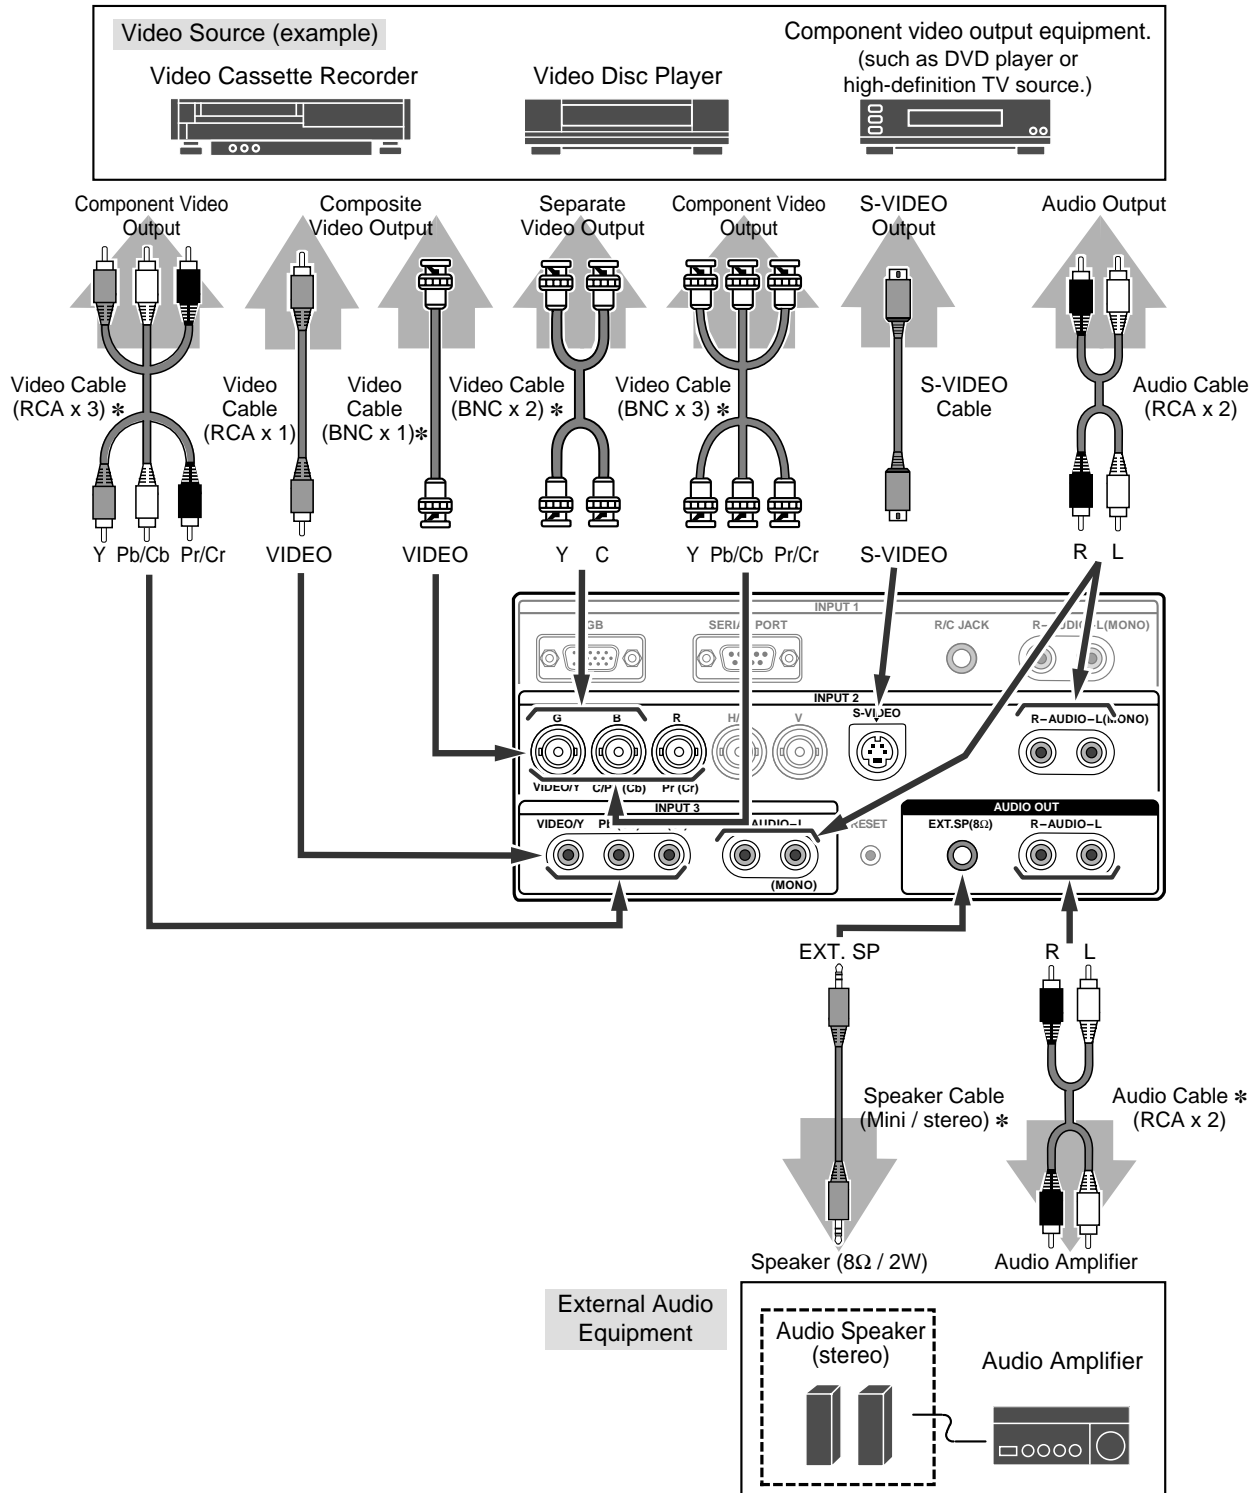 Video Source (example)
Video Cassette Recorder
Video Disc Player
Component video output equipment.
(such as DVD player or
high-definition TV source.)
Component Video
Output
Composite
Video Output
Separate
Video Output
Component Video
Output
S-VIDEO
Output
Audio Output
Video Cable
(RCA x 3) ✻
Video
Cable
(RCA x 1)
Video
Cable
(BNC x 1)✻
Video Cable
(BNC x 2) ✻
Video Cable
(BNC x 3) ✻
S-VIDEO
Cable
Audio Cable
(RCA x 2)
Y Pb/Cb Pr/Cr
VIDEO
VIDEO
Y C
Y Pb/Cb Pr/Cr
S-VIDEO
R L
INPUT 1
SERIAL PORT
R/C JACK
R–AUDIO–L(MONO)
INPUT 2
G B R V
S-VIDEO
R–AUDIO–L(MONO)
VIDEO/Y (Cb) Pr (Cr)
INPUT 3
VIDEO/Y
(MONO)
RESET
AUDIO OUT
EXT.SP(8Ω)
R–AUDIO–L
EXT. SP
R L
Speaker Cable
(Mini / stereo) ✻
Audio Cable ✻
(RCA x 2)
Speaker (8Ω / 2W)
Audio Amplifier
External Audio
Equipment
Audio Speaker
(stereo)
Audio Amplifier